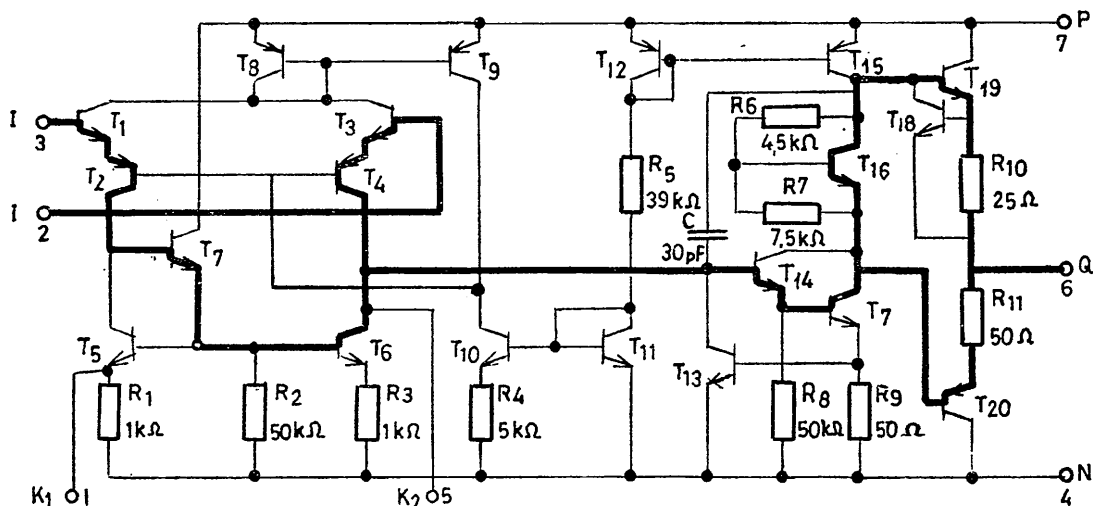 P
7
T8
T9
T12
T15
T19
I
3
T1
T3
R6
4,5kΩ
T18
T2
T4
R5
39kΩ
T16
R10
25Ω
I
2
R7
7,5kΩ
C
30pF
T7
T14
T7
Q
6
R11
50Ω
T5
T6
T10
T11
T13
T20
R1
1kΩ
R2
50kΩ
R3
1kΩ
R4
5kΩ
R8
50kΩ
R9
50Ω
N
4
K1 1
K2 5